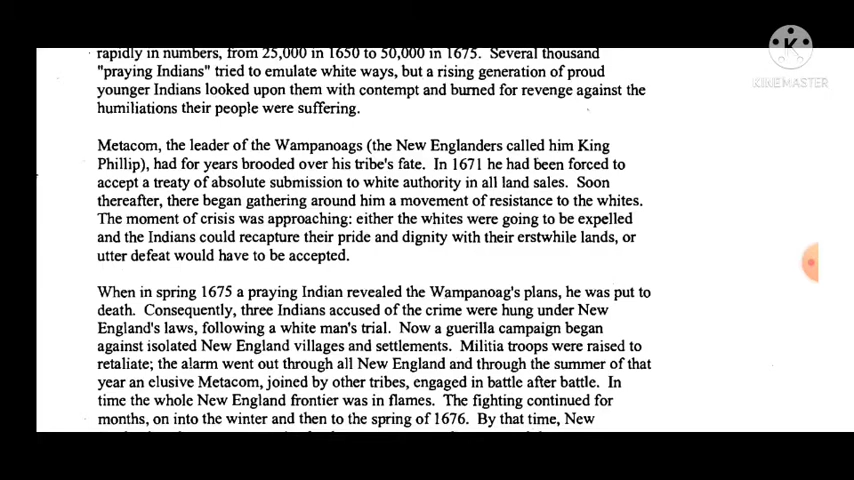 rapidly in numbers, from 25,000 in 1650 to 50,000 in 1675. Several thousand
"praying Indians" tried to emulate white ways, but a rising generation of proud
younger Indians looked upon them with contempt and burned for revenge against the
humiliations their people were suffering.
Metacom, the leader of the Wampanoags (the New Englanders called him King
Phillip), had for years brooded over his tribe's fate. In 1671 he had been forced to
accept a treaty of absolute submission to white authority in all land sales. Soon
thereafter, there began gathering around him a movement of resistance to the whites.
The moment of crisis was approaching: either the whites were going to be expelled
and the Indians could recapture their pride and dignity with their erstwhile lands, or
utter defeat would have to be accepted.
When in spring 1675 a praying Indian revealed the Wampanoag's plans, he was put to
death. Consequently, three Indians accused of the crime were hung under New
England's laws, following a white man's trial. Now a guerilla campaign began
against isolated New England villages and settlements. Militia troops were raised to
retaliate; the alarm went out through all New England and through the summer of that
year an elusive Metacom, joined by other tribes, engaged in battle after battle. In
time the whole New England frontier was in flames. The fighting continued for
months, on into the winter and then to the spring of 1676. By that time, New
K
KINEMASTER